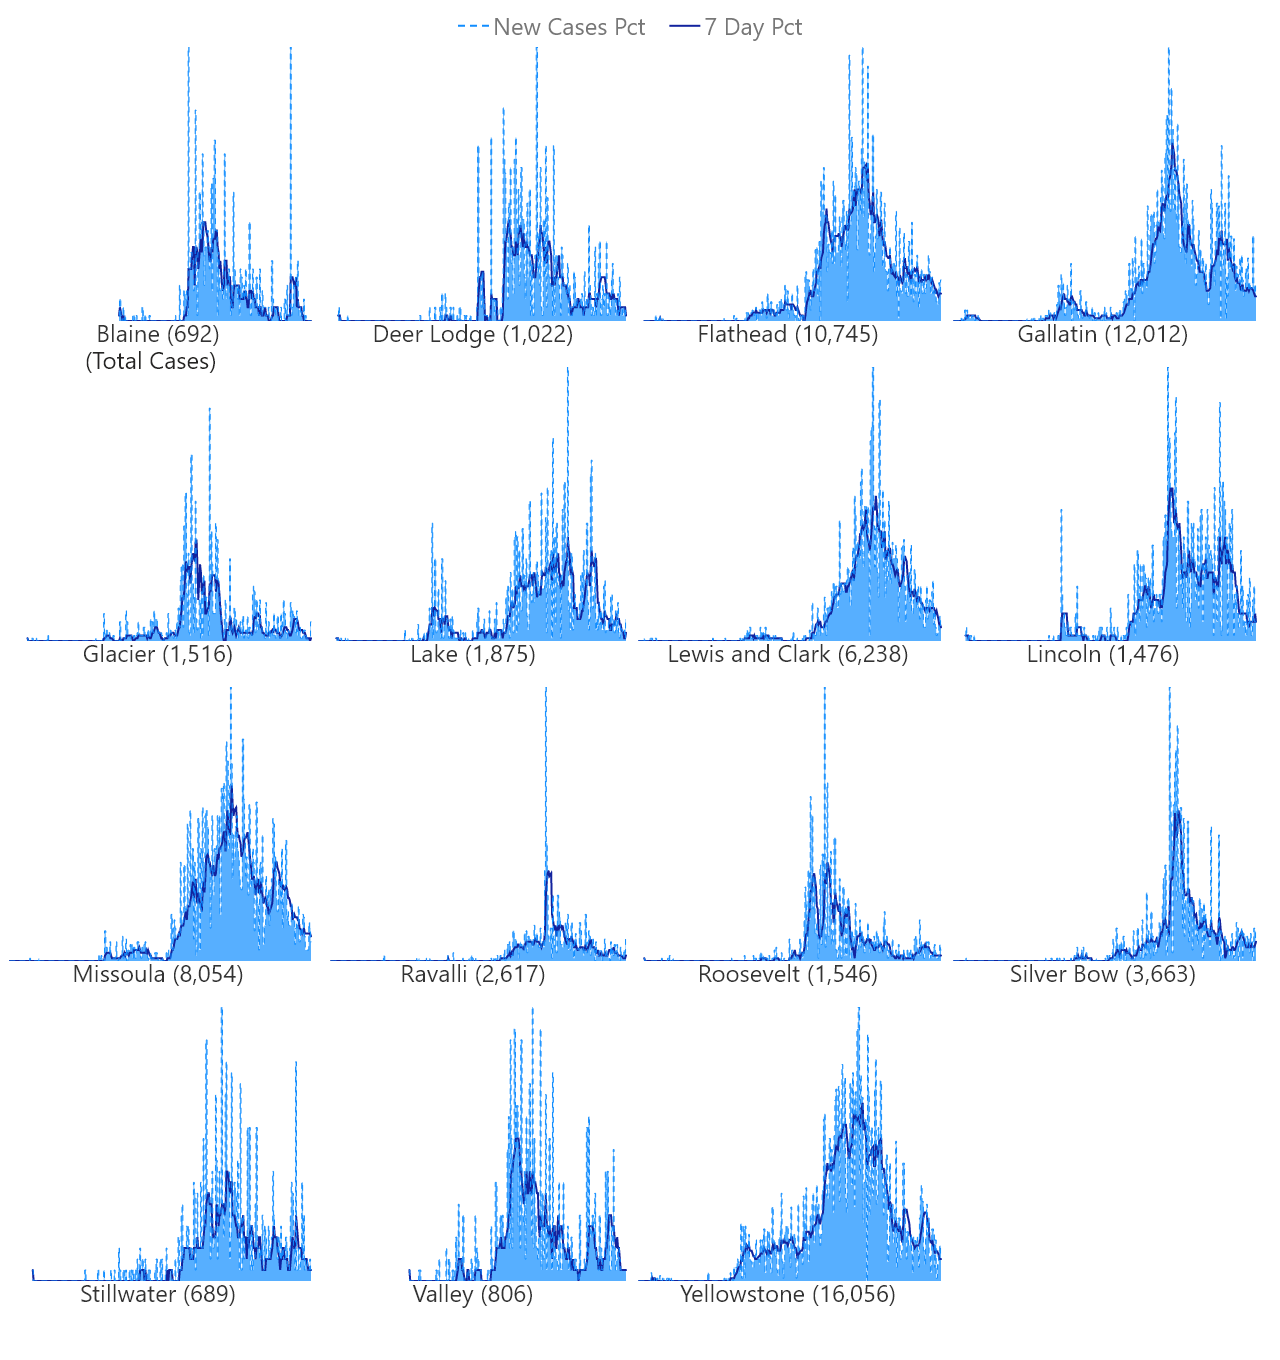 New Cases Pct 7 Day Pct
Blaine (692) Deer Lodge (1,022) Flathead (10,745) Gallatin (12,012)
(Total Cases)
Glacier (1,516) Lake (1,875) Lewis and Clark (6,238) Lincoln (1,476)
Missoula (8,054) Ravalli (2,617) Roosevelt (1,546) Silver Bow (3,663)
Stillwater (689) Valley (806) Yellowstone (16,056)